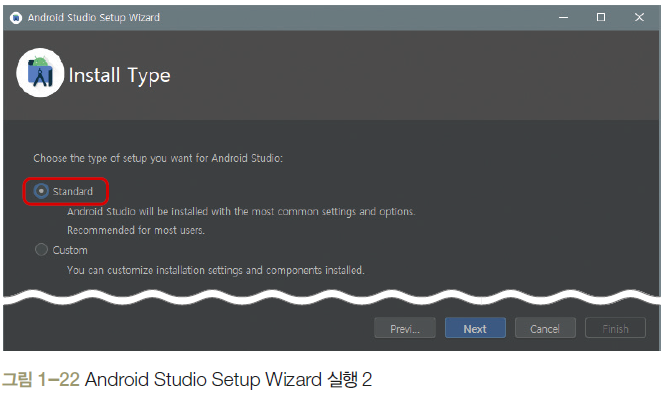 Android Studio Setup Wizard
Install Type
Choose the type of setup you want for Android Studio:
Standard
Android Studio will be installed with the most common settings and options.
Recommended for most users.
Custom
You can customize installation settings and components installed.
Previ... Next Cancel Finish
그림 1-22 Android Studio Setup Wizard 실행 2